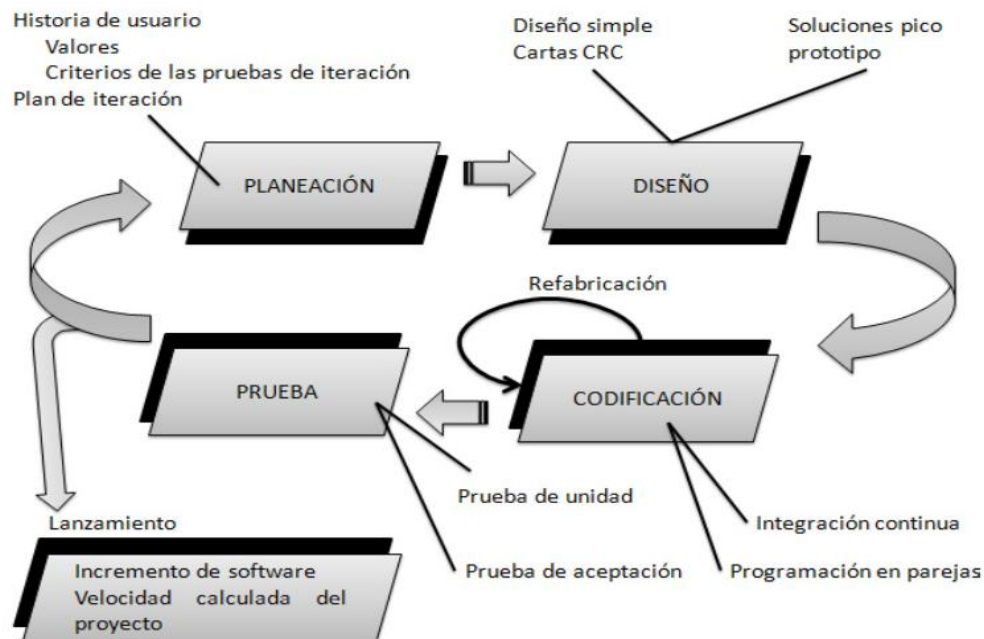 Historia de usuario
Valores
Criterios de las pruebas de iteración
Plan de iteración
Diseño simple
Cartas CRC
Soluciones pico
prototipo
PLANEACIÓN
DISEÑO
Refabricación
PRUEBA
CODIFICACIÓN
Prueba de unidad
Prueba de aceptación
Integración continua
Programación en parejas
Lanzamiento
Incremento de software
Velocidad calculada del
proyecto